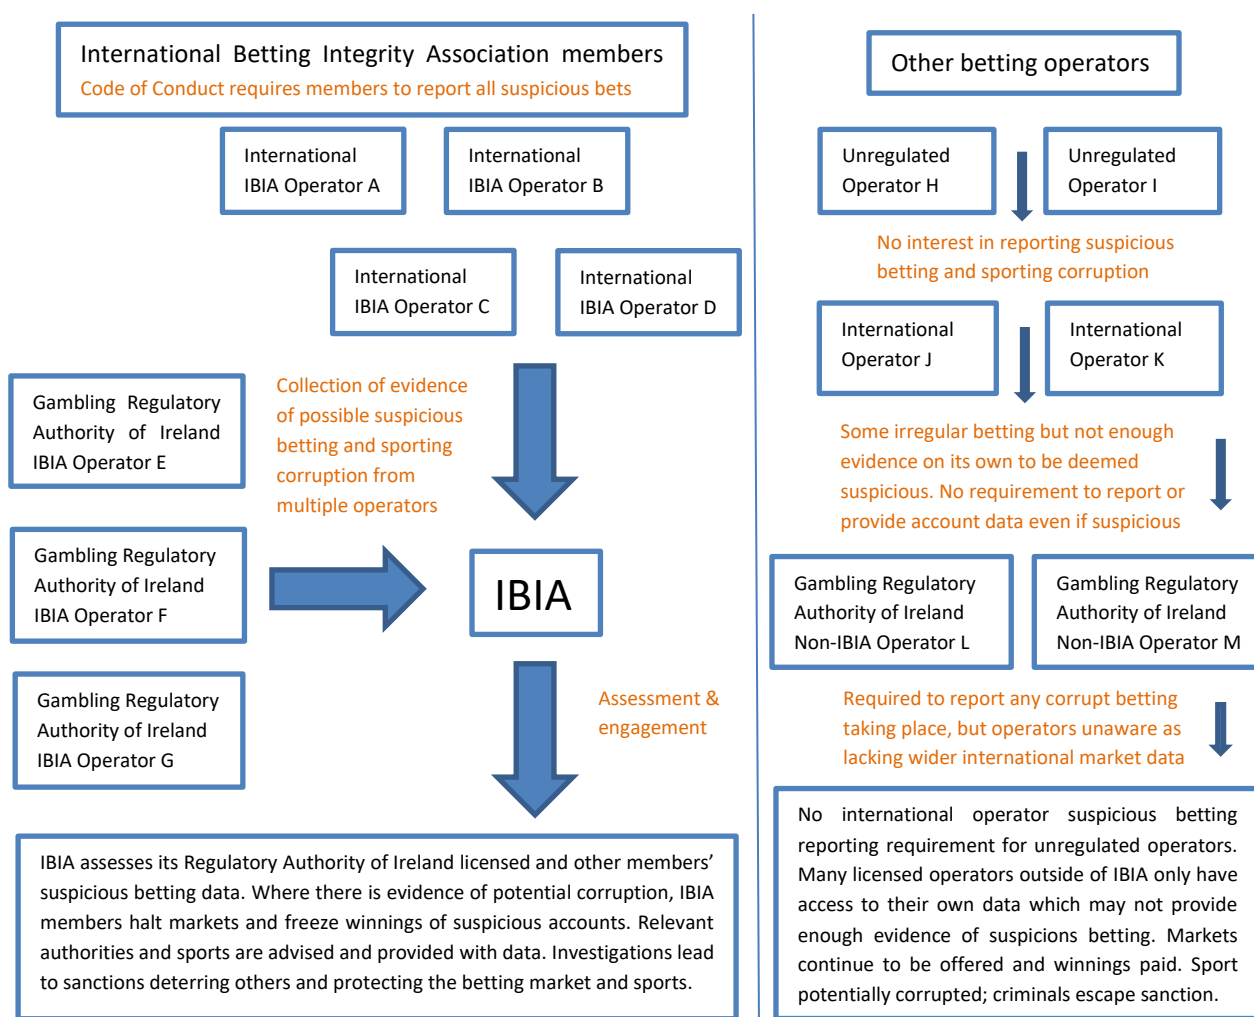 International Betting Integrity Association members
Code of Conduct requires members to report all suspicious bets
International
IBIA Operator A
International
IBIA Operator B
International
IBIA Operator C
International
IBIA Operator D
Gambling Regulatory
Authority of Ireland
IBIA Operator E
Collection of evidence
of possible suspicious
betting and sporting
corruption from
multiple operators
Gambling Regulatory
Authority of Ireland
IBIA Operator F
IBIA
Gambling Regulatory
Authority of Ireland
IBIA Operator G
Assessment &
engagement
IBIA assesses its Regulatory Authority of Ireland licensed and other members'
suspicious betting data. Where there is evidence of potential corruption, IBIA
members halt markets and freeze winnings of suspicious accounts. Relevant
authorities and sports are advised and provided with data. Investigations lead
to sanctions deterring others and protecting the betting market and sports.
Other betting operators
Unregulated
Operator H
Unregulated
Operator I
No interest in reporting suspicious
betting and sporting corruption
International
Operator J
International
Operator K
Some irregular betting but not enough
evidence on its own to be deemed
suspicious. No requirement to report or
provide account data even if suspicious
Gambling Regulatory
Authority of Ireland
Non-IBIA Operator L
Gambling Regulatory
Authority of Ireland
Non-IBIA Operator M
Required to report any corrupt betting
taking place, but operators unaware as
lacking wider international market data
No international operator suspicious betting
reporting requirement for unregulated operators.
Many licensed operators outside of IBIA only have
access to their own data which may not provide
enough evidence of suspicions betting. Markets
continue to be offered and winnings paid. Sport
potentially corrupted; criminals escape sanction.